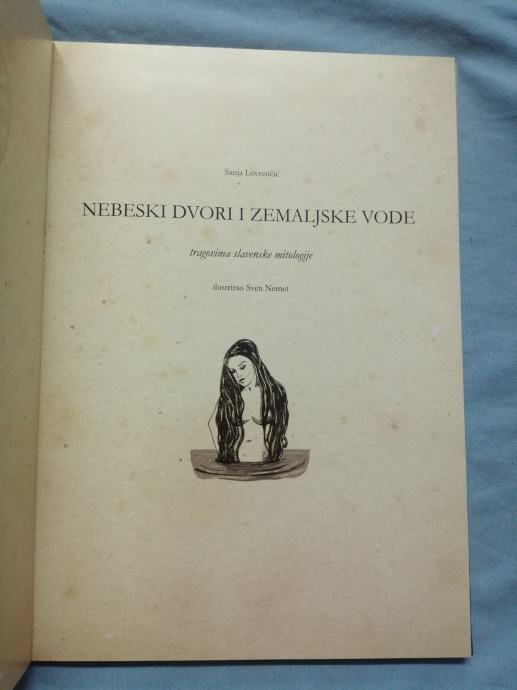 Sanja Lovrenčić
NEBESKI DVORI I ZEMALJSKE VODE
tragovima slavenske mitologije
ilustrirao Sven Nemet